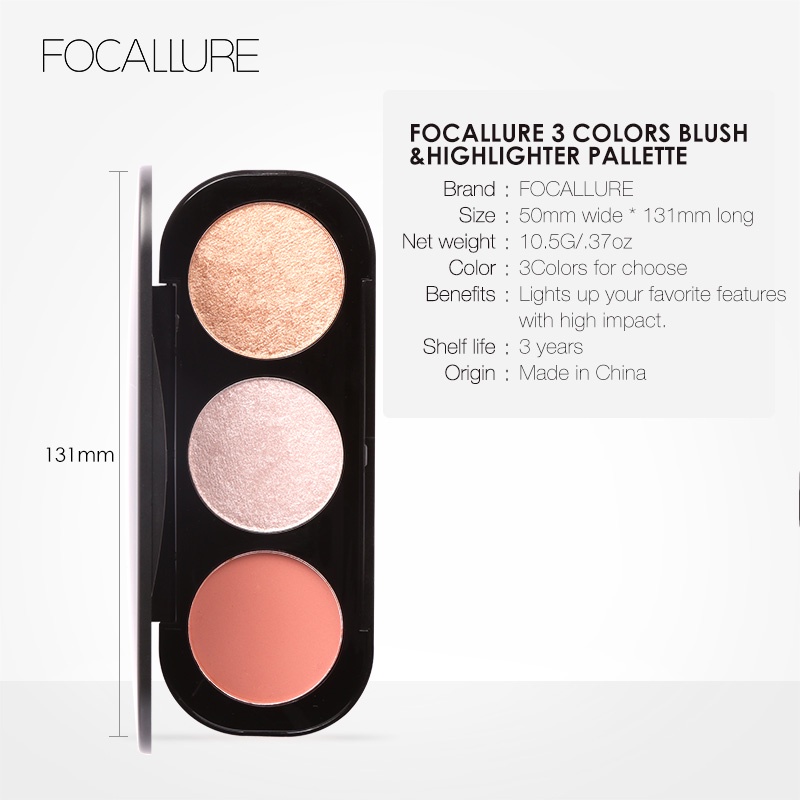 FOCALLURE
FOCALLURE 3 COLORS BLUSH
&HIGHLIGHTER PALLETTE
Brand : FOCALLURE
Size : 50mm wide * 131mm long
Net weight : 10.5G/.37oz
Color : 3Colors for choose
Benefits : Lights up your favorite features
with high impact.
Shelf life : 3 years
Origin : Made in China
131mm